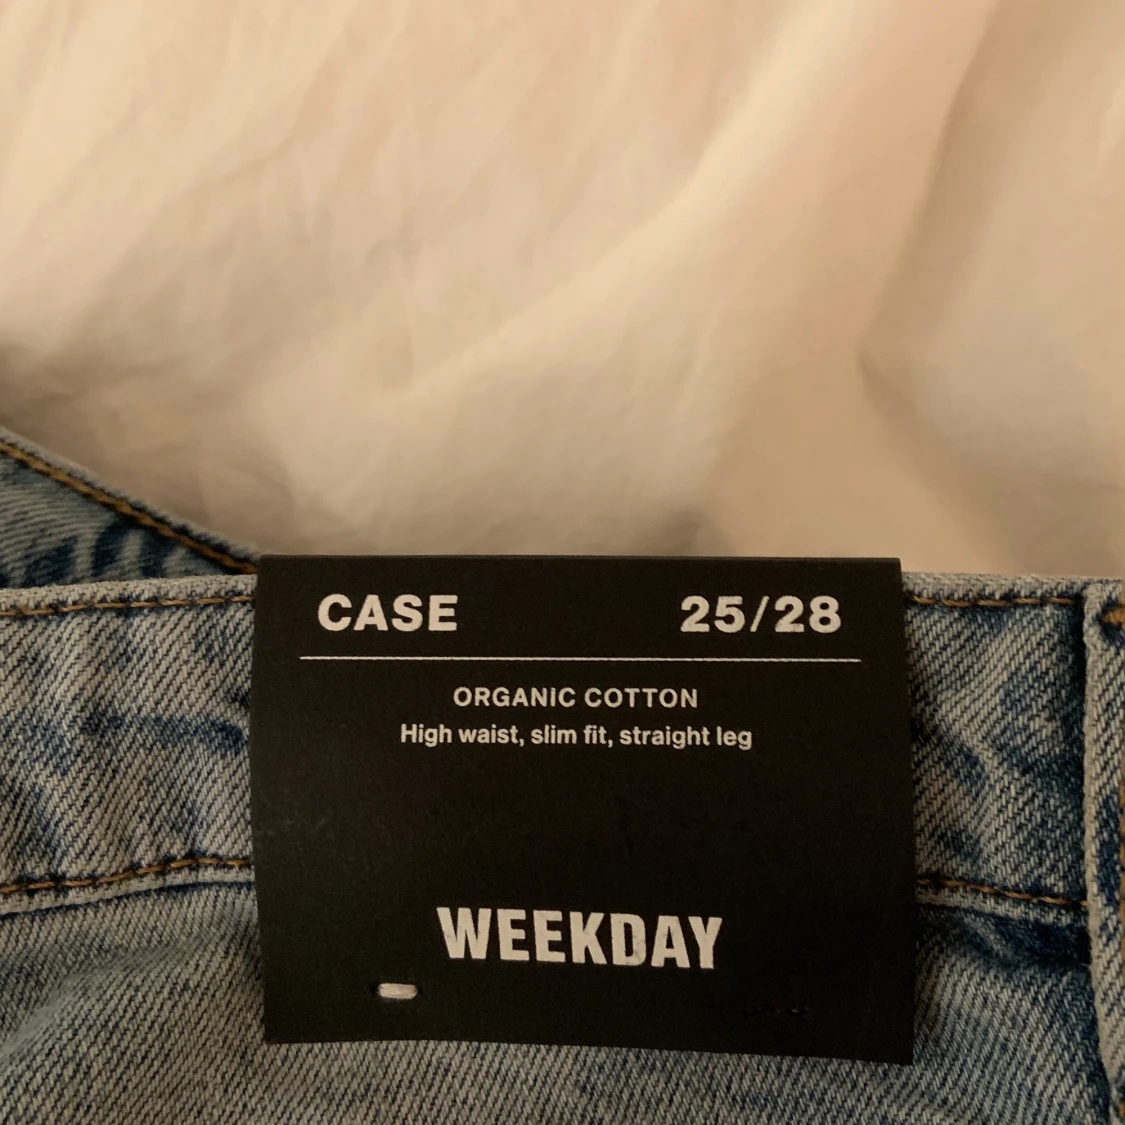 CASE 25/28
ORGANIC COTTON
High waist, slim fit, straight leg
WEEKDAY